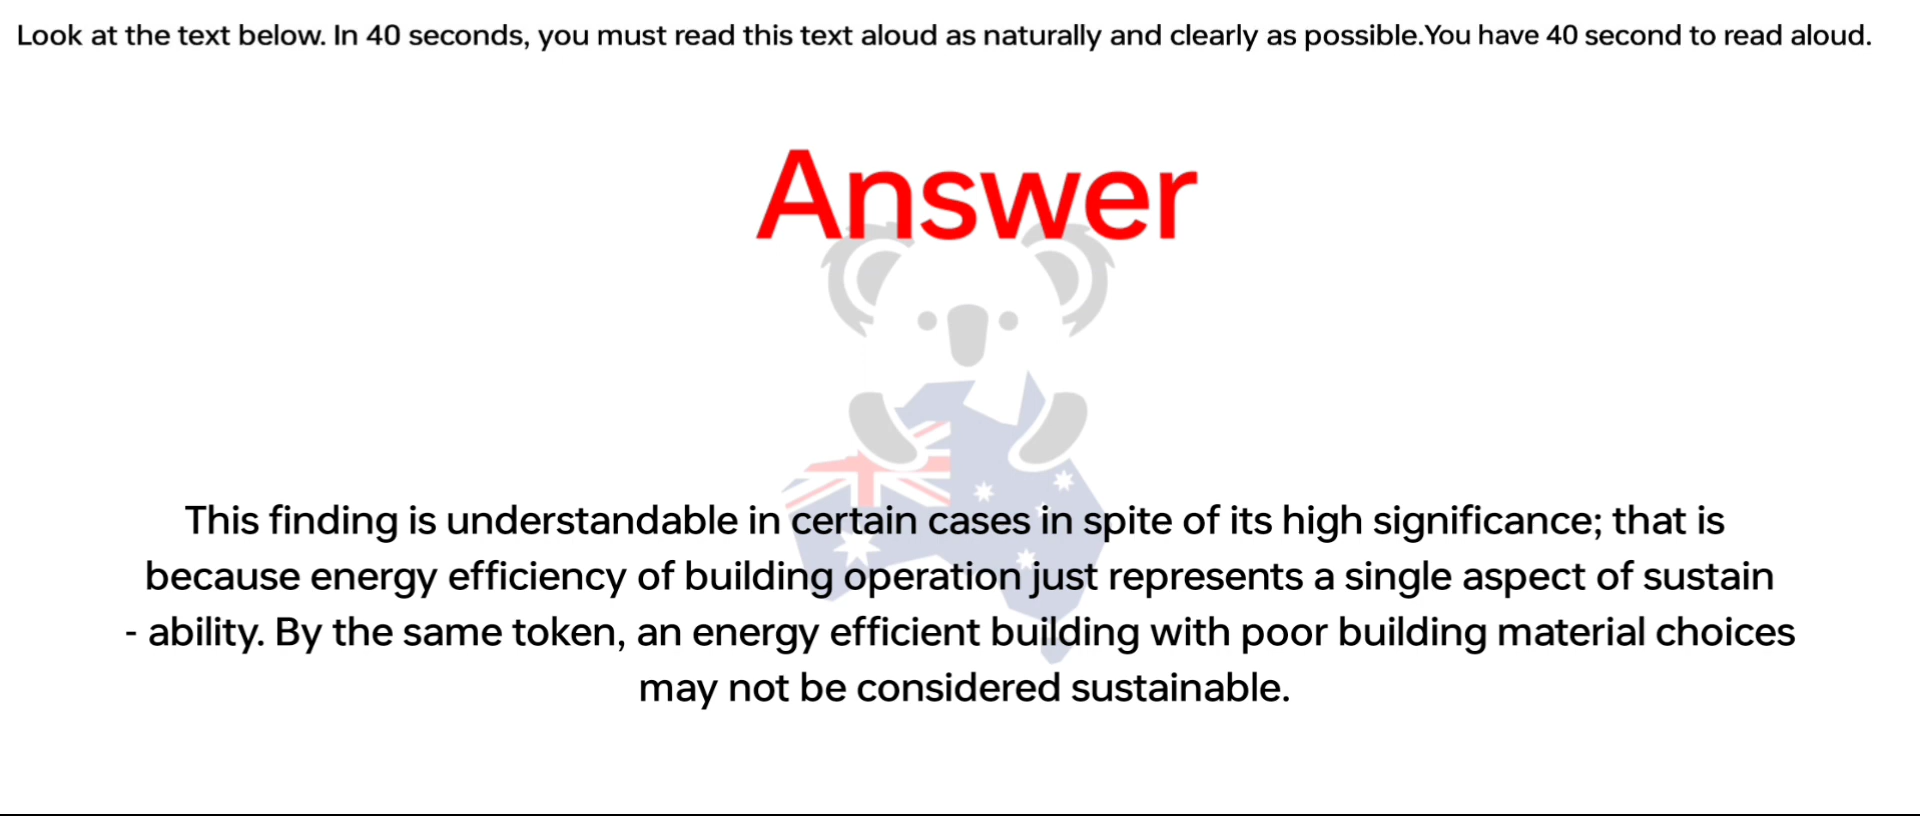 Look at the text below. In 40 seconds, you must read this text aloud as naturally and clearly as possible.You have 40 second to read aloud.
Answer
This finding is understandable in certain cases in spite of its high significance; that is
because energy efficiency of building operation just represents a single aspect of sustain
- ability. By the same token, an energy efficient building with poor building material choices
may not be considered sustainable.